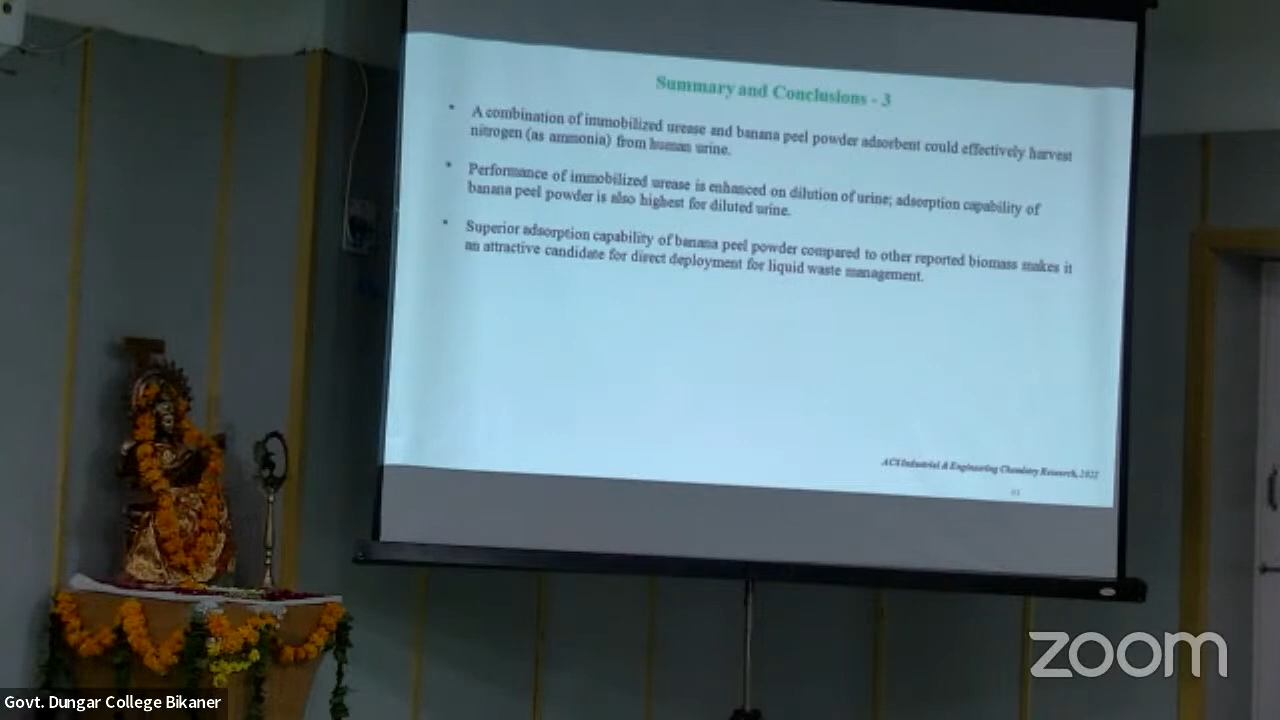 Summary and Conclusions - 3
• A combination of immobilized urease and banana peel powder adsorbent could effectively harvest
nitrogen (as ammonia) from human urine.
• Performance of immobilized urease is enhanced on dilution of urine; adsorption capability of
banana peel powder is also highest for diluted urine.
• Superior adsorption capability of banana peel powder compared to other reported biomass makes it
an attractive candidate for direct deployment for liquid waste management.
ACS Industrial & Engineering Chemistry Research, 2022
zoom
Govt. Dungar College Bikaner